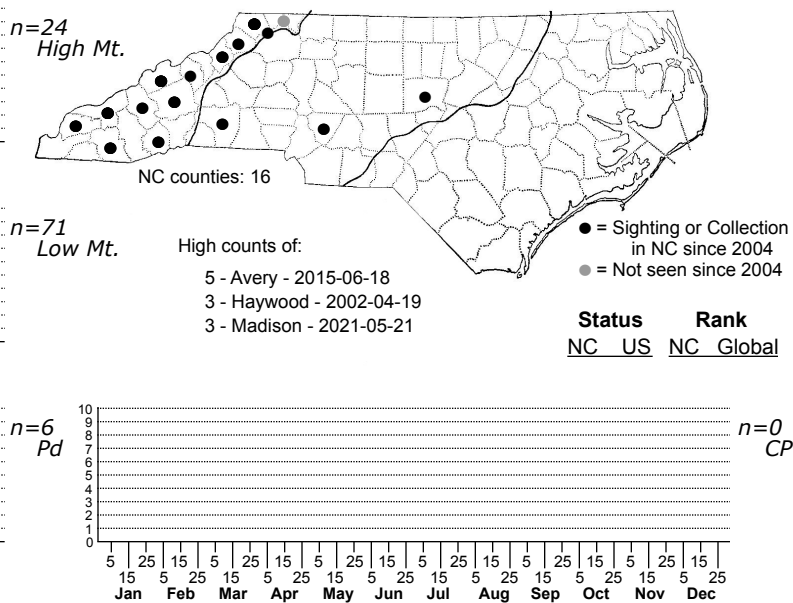 n=24
High Mt.
NC counties: 16
n=71
Low Mt.
High counts of:
5 - Avery - 2015-06-18
3 - Haywood - 2002-04-19
3 - Madison - 2021-05-21
= Sighting or Collection
in NC since 2004
= Not seen since 2004
Status Rank
NC US NC Global
n=6
Pd
n=0
CP
10
9
8
7
6
5
4
3
2
1
0
5 25 15 5 25 15 5 25 15 5 25 15 5 25 15 5 25 15
15 5 25 15 5 25 15 5 25 15 5 25 15 5 25 15 5 25
Jan Feb Mar Apr May Jun Jul Aug Sep Oct Nov Dec